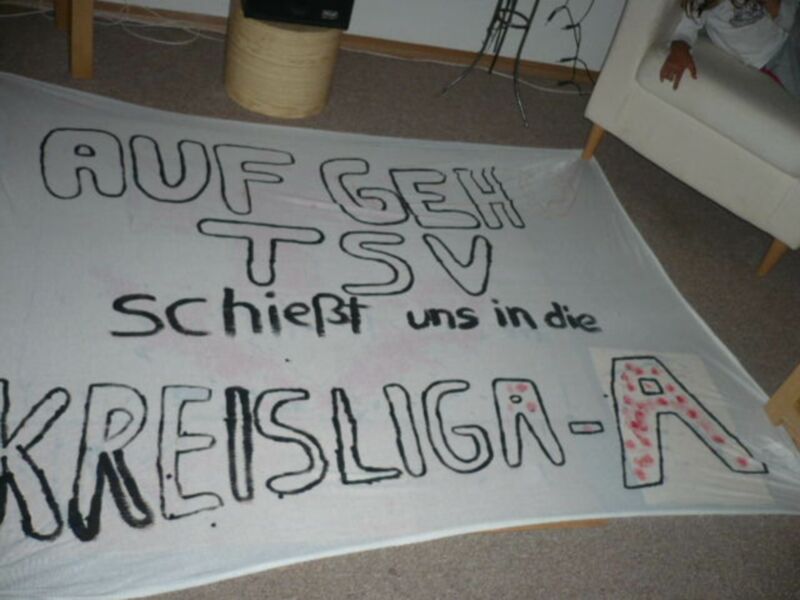 AUF GEH
TSV
schießt uns in die
KREISLIGA-A